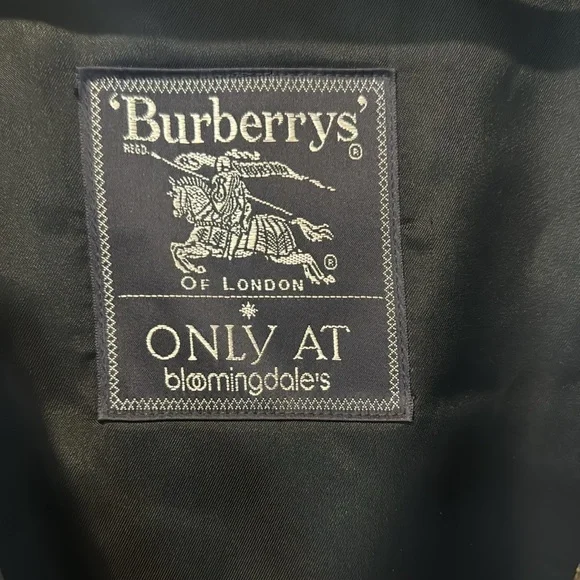 'Burberrys'
REGD. ®
®
OF LONDON
ONLY AT
bloomingdale's